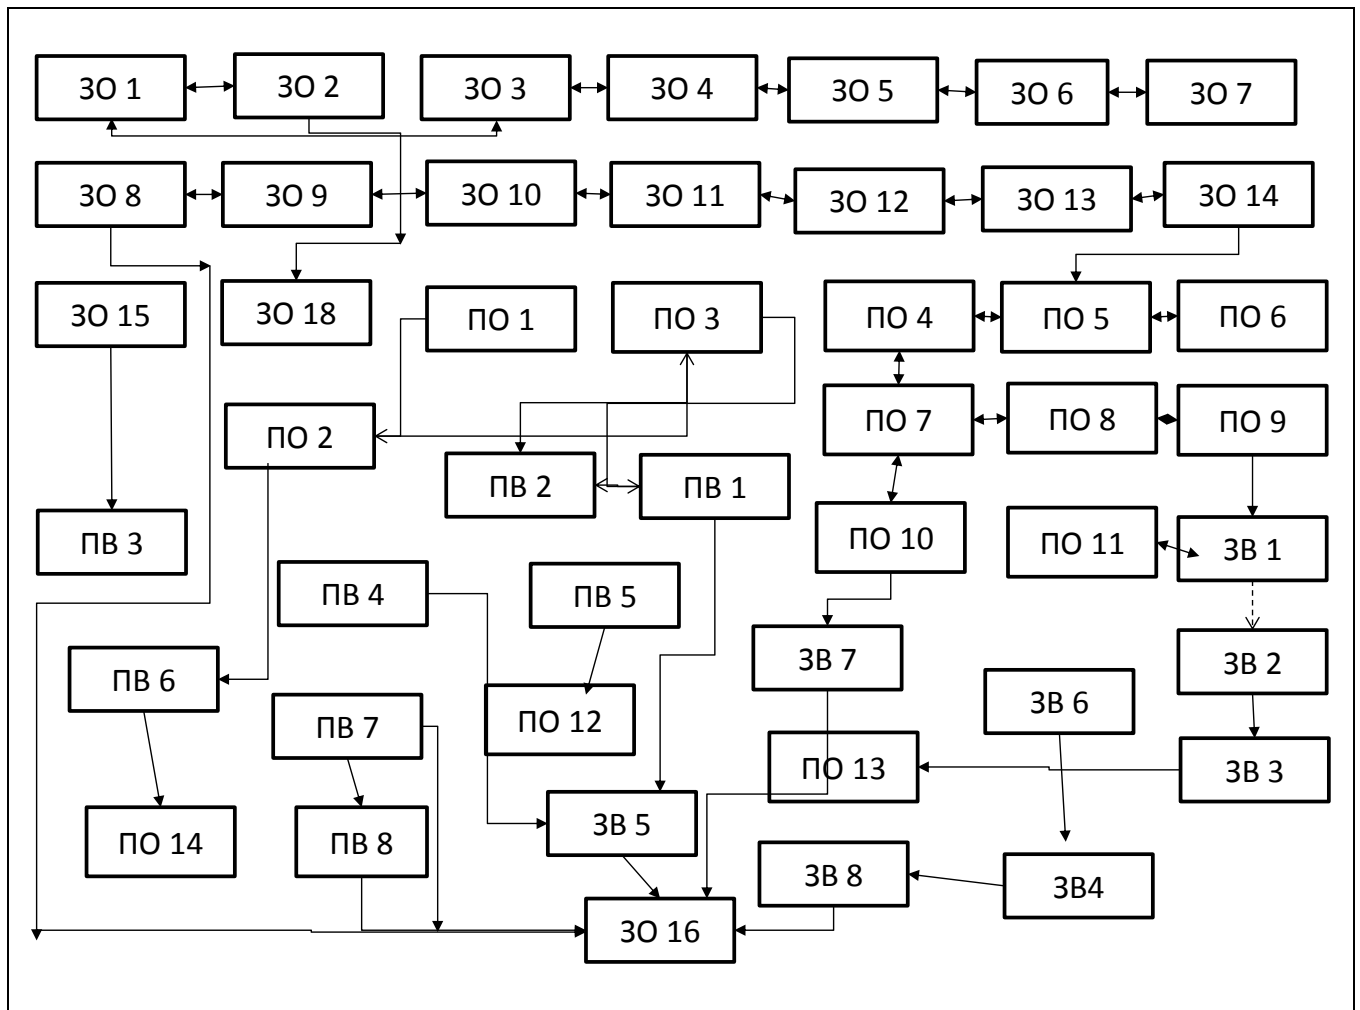 ЗО 1
ЗО 2
ЗО 3
ЗО 4
ЗО 5
ЗО 6
ЗО 7
ЗО 8
ЗО 9
ЗО 10
ЗО 11
ЗО 12
ЗО 13
ЗО 14
ЗО 15
ЗО 18
ПО 1
ПО 3
ПО 4
ПО 5
ПО 6
ПО 2
ПО 7
ПО 8
ПО 9
ПВ 2
ПВ 1
ПВ 3
ПО 10
ПО 11
ЗВ 1
ПВ 4
ПВ 5
ЗВ 7
ЗВ 2
ПВ 6
ПВ 7
ПО 12
ЗВ 6
ПО 13
ЗВ 3
ПО 14
ПВ 8
ЗВ 5
ЗВ 8
ЗВ4
ЗО 16